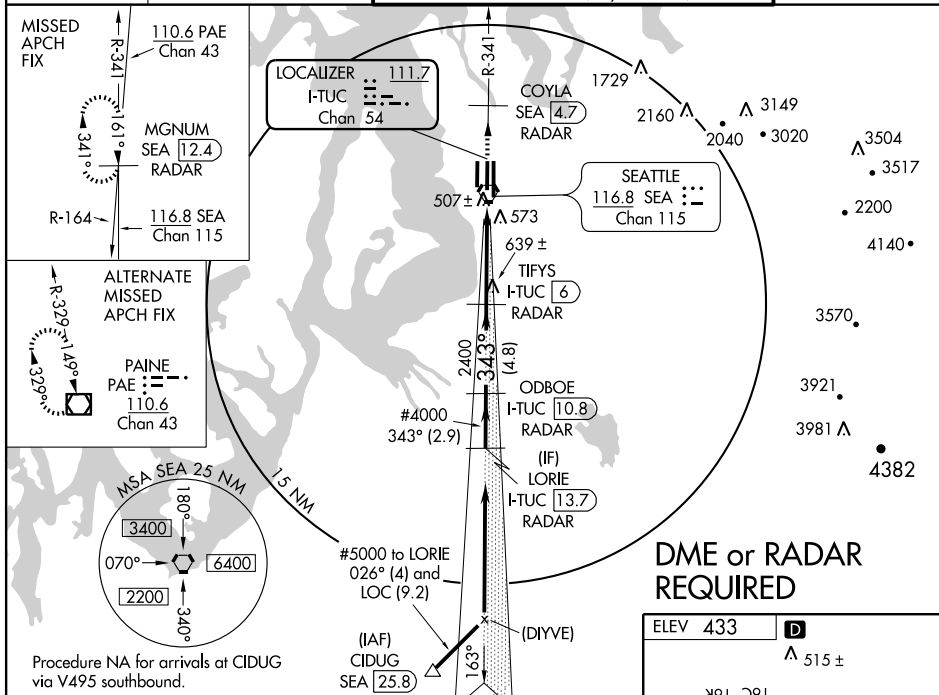 MISSED
APCH
FIX
R-341
110.6 PAE
Chan 43
161°
341°
MGNUM
SEA 12.4
RADAR
R-164
116.8 SEA
Chan 115
ALTERNATE
MISSED
APCH FIX
R-329
149°
329°
PAINE
PAE
110.6
Chan 43
LOCALIZER 111.7
I-TUC
Chan 54
R-341
COYLA
SEA 4.7
RADAR
1729
2160
2040
3149
3020
3504
3517
2200
4140
3570
3921
3981
4382
SEATTLE
116.8 SEA
Chan 115
507 ±
573
639 ±
TIFYS
I-TUC 6
RADAR
2400
343°
(4.8)
ODBOE
I-TUC 10.8
RADAR
#4000
343° (2.9)
(IF)
LORIE
I-TUC 13.7
RADAR
15 NM
MSA SEA 25 NM
180°
3400
070°
6400
2200
340°
#5000 to LORIE
026° (4) and
LOC (9.2)
(IAF)
CIDUG
SEA 25.8
(DIYVE)
163°
Procedure NA for arrivals at CIDUG
via V495 southbound.
DME or RADAR
REQUIRED
ELEV 433
D
515 ±